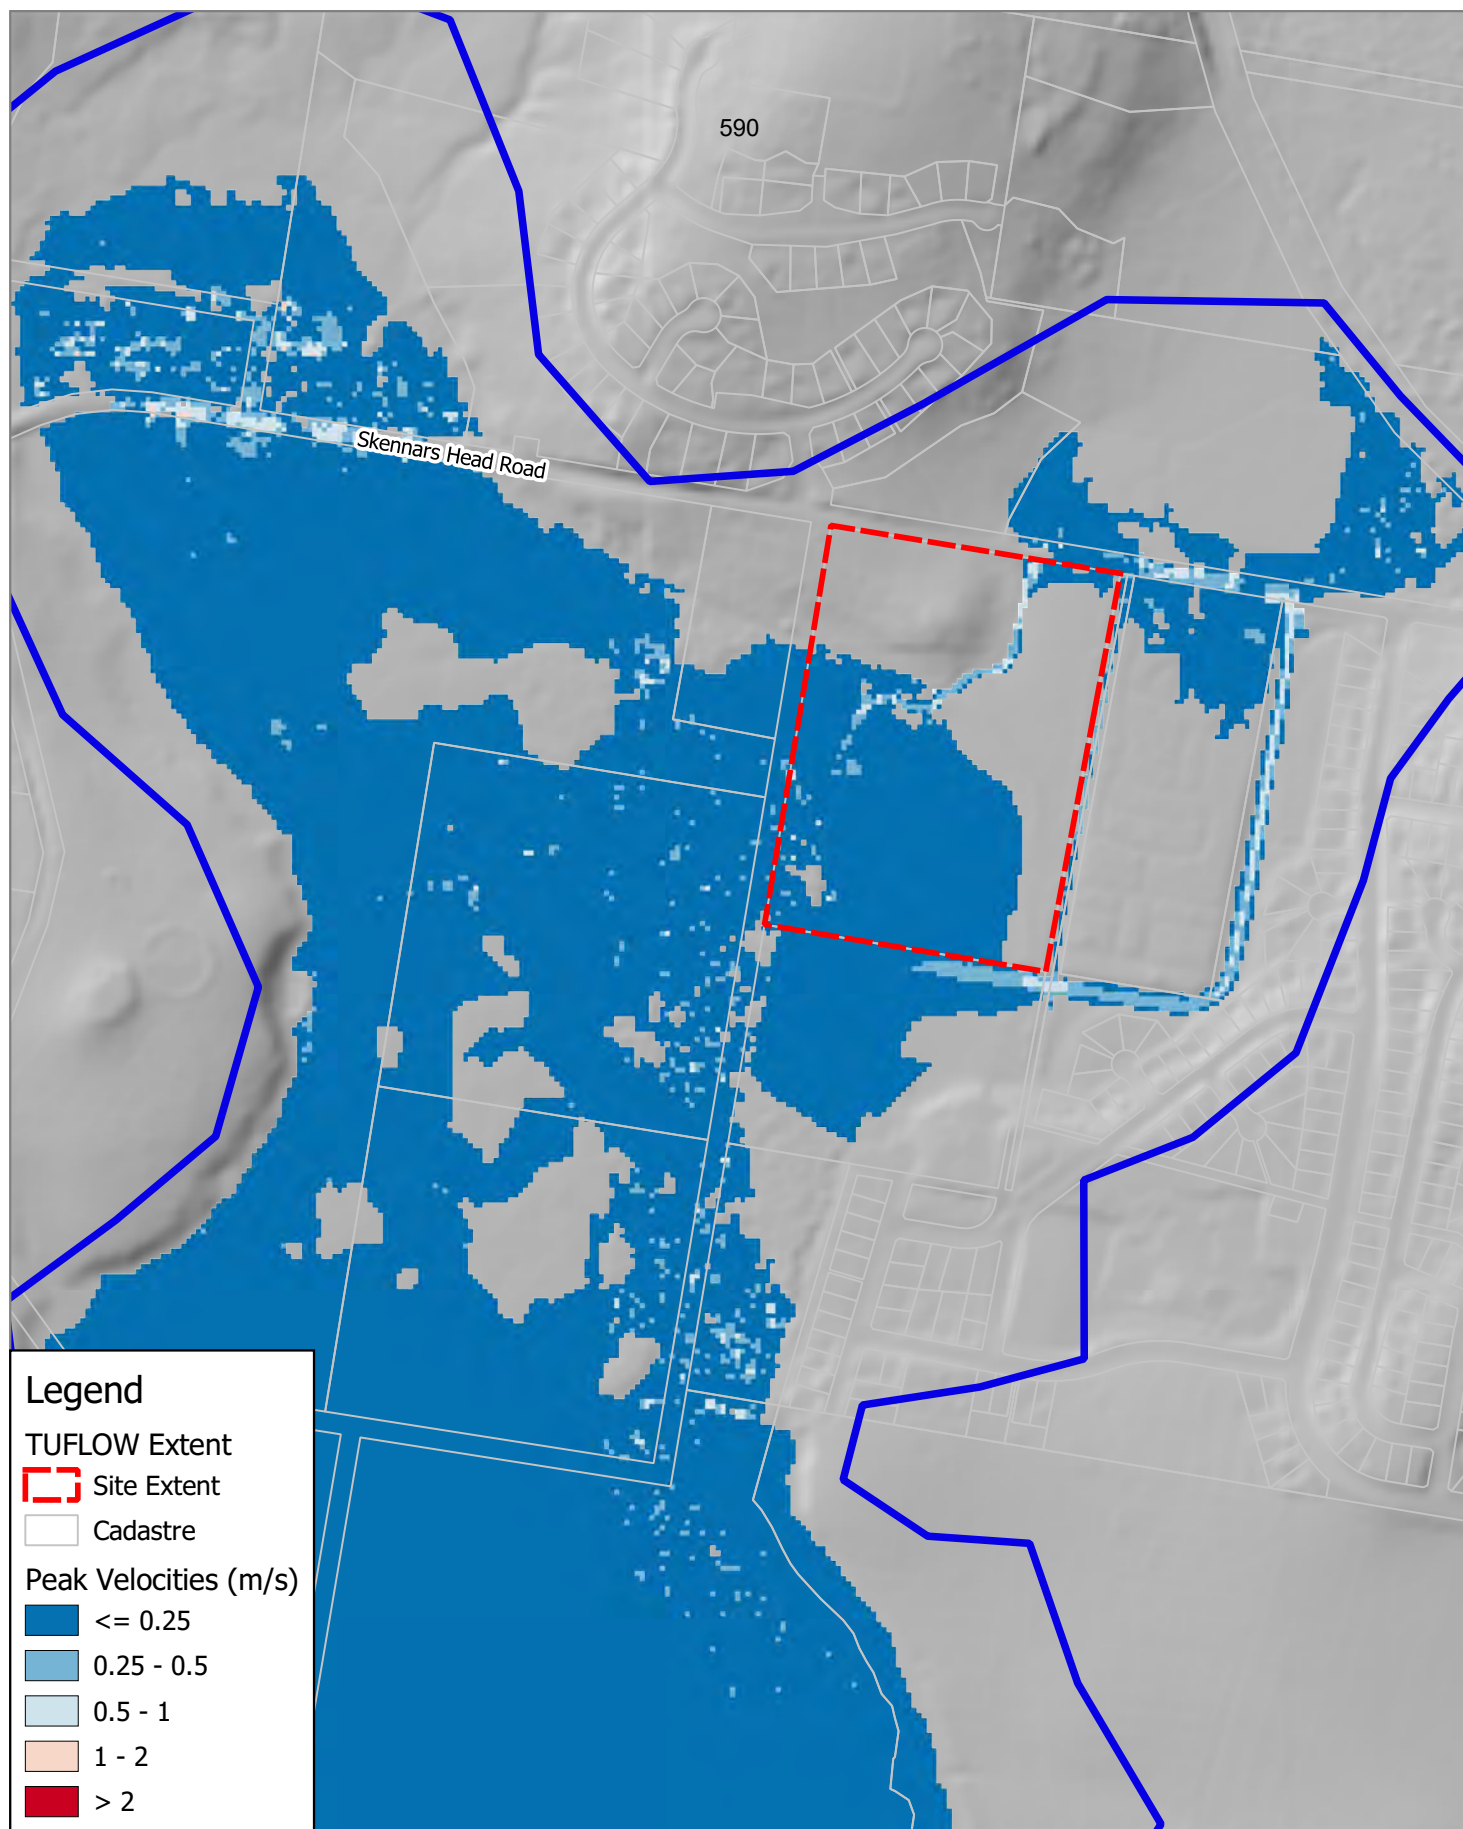 590
Skennars Head Road
Legend
TUFLOW Extent
Site Extent
Cadastre
Peak Velocities (m/s)
<= 0.25
0.25 - 0.5
0.5 - 1
1 - 2
> 2